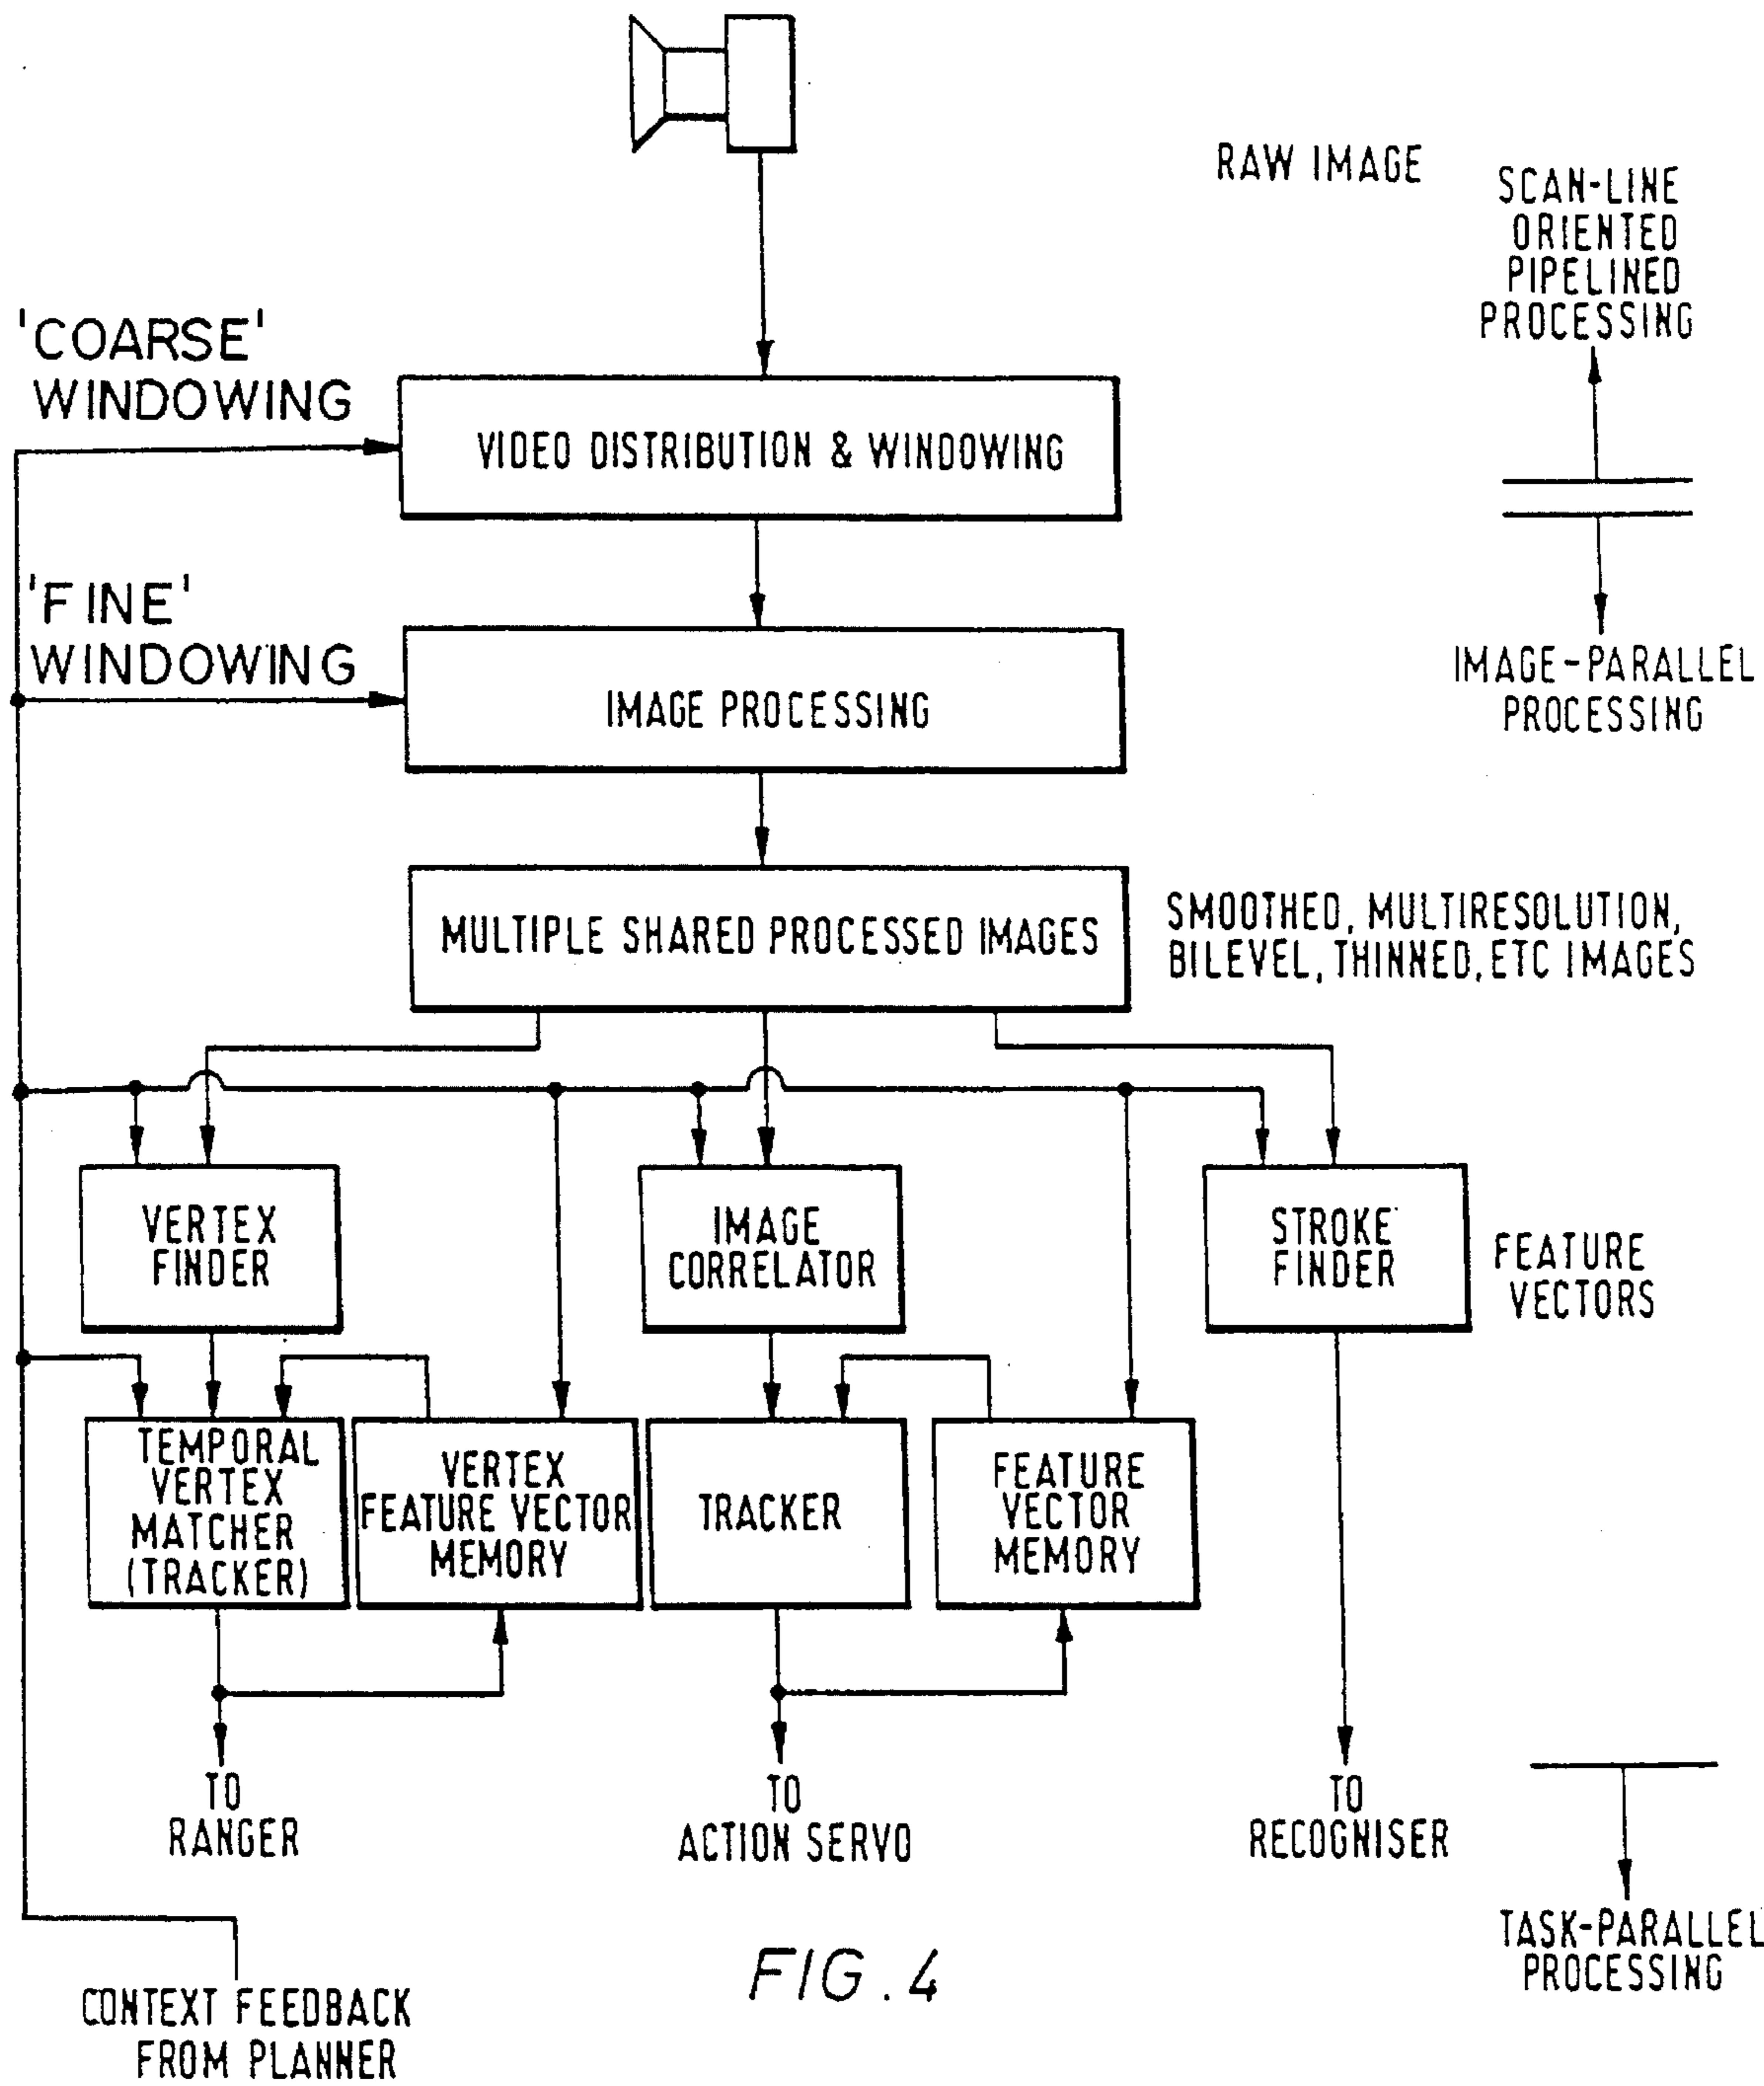 RAW IMAGE
SCAN-LINE
ORIENTED
PIPELINED
PROCESSING
'COARSE'
WINDOWING
VIDEO DISTRIBUTION & WINDOWING
'FINE'
WINDOWING
IMAGE PROCESSING
IMAGE-PARALLEL
PROCESSING
MULTIPLE SHARED PROCESSED IMAGES
SMOOTHED, MULTIRESOLUTION,
BILEVEL, THINNED, ETC IMAGES
VERTEX
FINDER
IMAGE
CORRELATOR
STROKE
FINDER
FEATURE
VECTORS
TEMPORAL
VERTEX
MATCHER
(TRACKER)
VERTEX
FEATURE VECTOR
MEMORY
TRACKER
FEATURE
VECTOR
MEMORY
TO
RANGER
TO
ACTION SERVO
TO
RECOGNISER
TASK-PARALLEL
PROCESSING
CONTEXT FEEDBACK
FROM PLANNER
FIG. 4